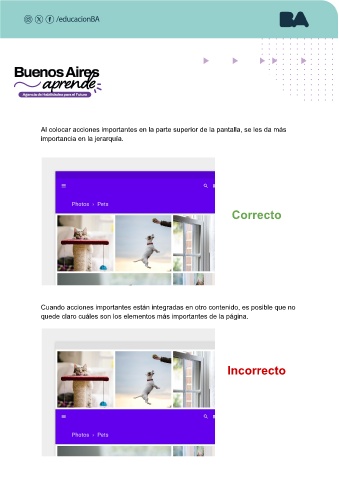 /educacionBA
BA
Buenos Aires
aprende
Agencia de Habilidades para el Futuro
Al colocar acciones importantes en la parte superior de la pantalla, se les da más
importancia en la jerarquía.
Photos › Pets
Correcto
Cuando acciones importantes están integradas en otro contenido, es posible que no
quede claro cuáles son los elementos más importantes de la página.
Incorrecto
Photos › Pets